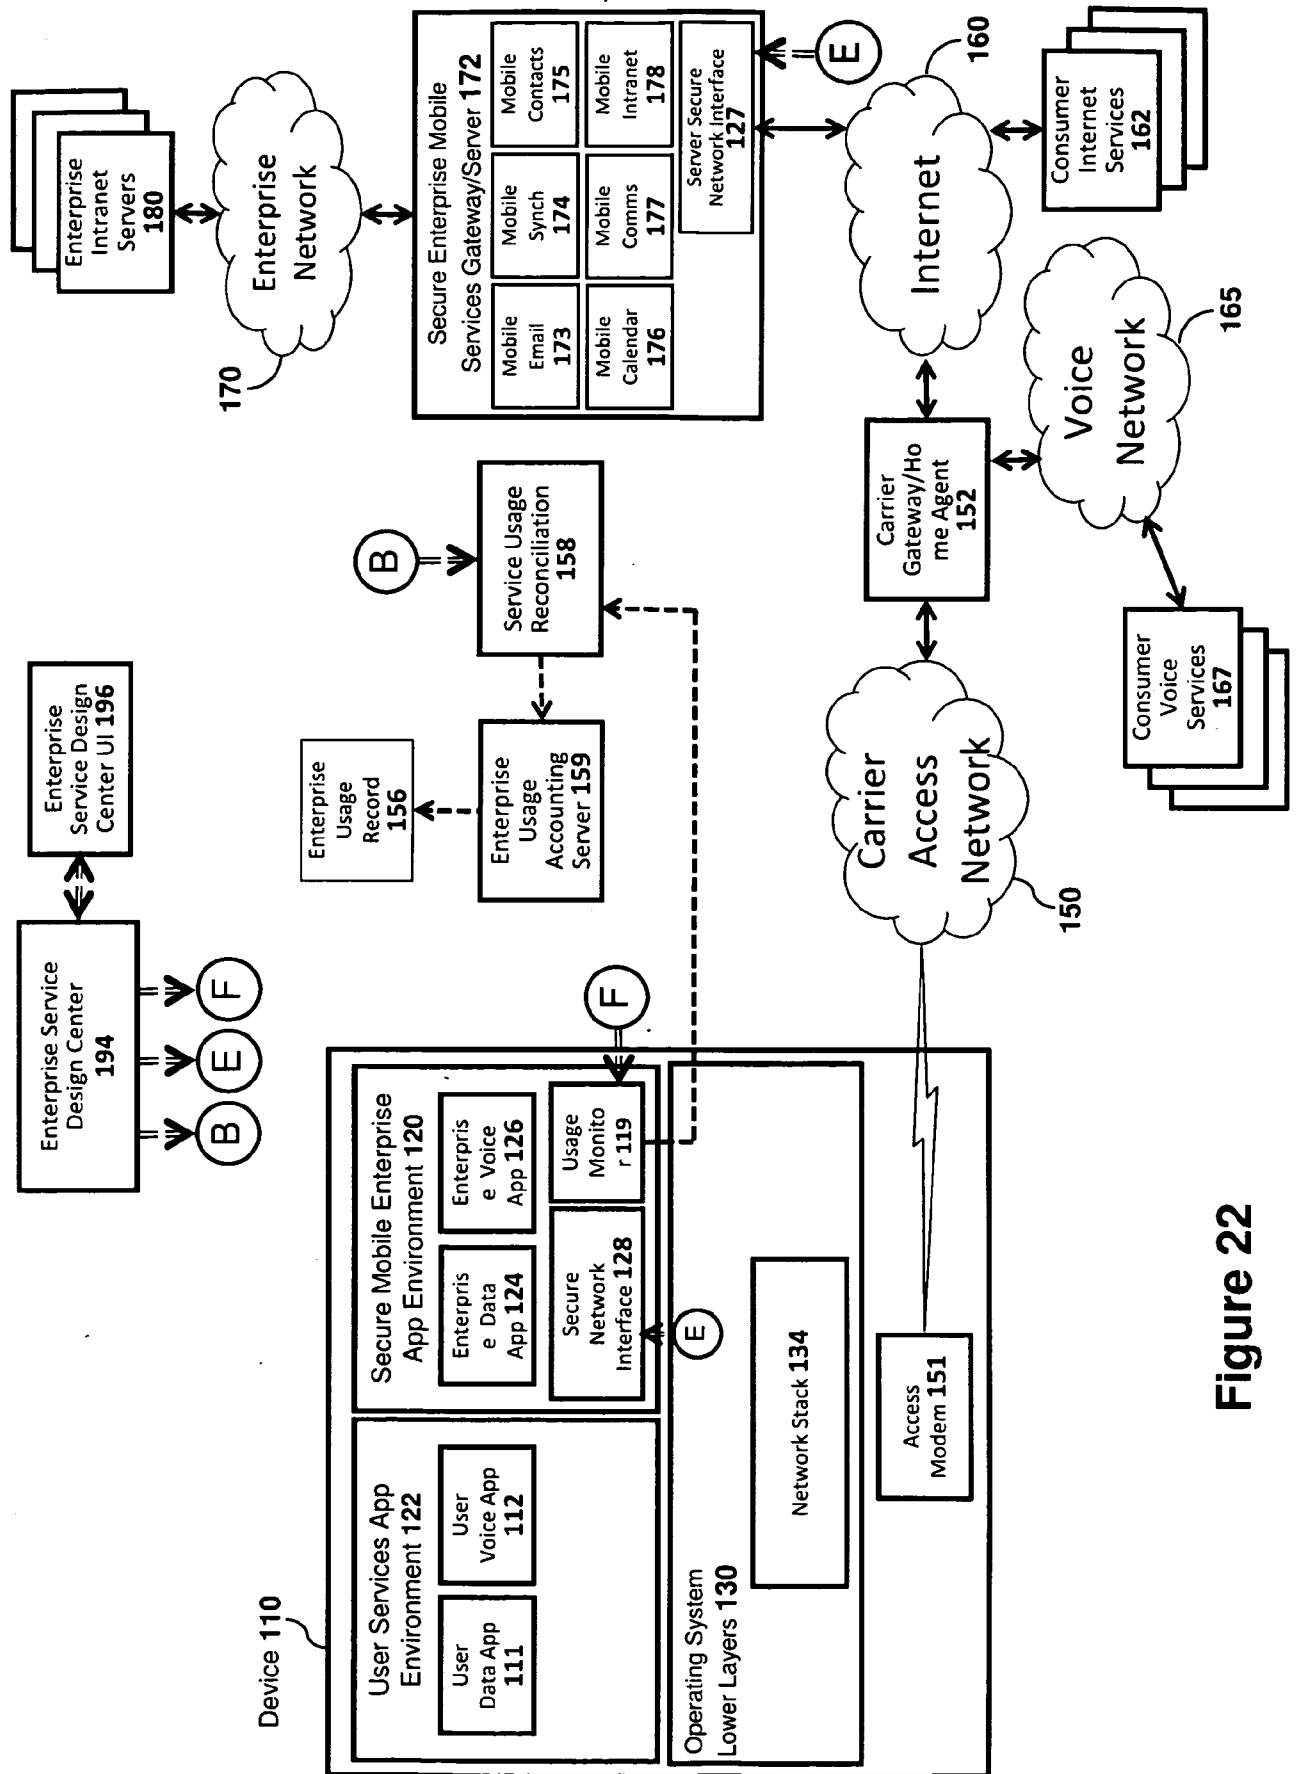 Enterprise Service
Design Center
194
Enterprise
Service Design
Center UI 196
Enterprise
Intranet
Servers
180
B
E
F
Enterprise
Network
170
Device 110
User Services App
Environment 122
User
Data App
111
User
Voice App
112
Secure Mobile Enterprise
App Environment 120
Enterpris
e Data
App 124
Enterpris
e Voice
App 126
Secure
Network
Interface 128
Usage
Monito
r 119
F
E
Operating System
Lower Layers 130
Network Stack 134
Access
Modem 151
Enterprise
Usage
Record
156
Enterprise
Usage
Accounting
Server 159
B
Service Usage
Reconciliation
158
Secure Enterprise Mobile
Services Gateway/Server 172
Mobile
Email
173
Mobile
Synch
174
Mobile
Contacts
175
Mobile
Calendar
176
Mobile
Comms
177
Mobile
Intranet
178
Server Secure
Network Interface
127
E
Carrier
Access
Network
150
Carrier
Gateway/Ho
me Agent
152
Internet
160
Voice
Network
165
Consumer
Voice
Services
167
Consumer
Internet
Services
162
Figure 22